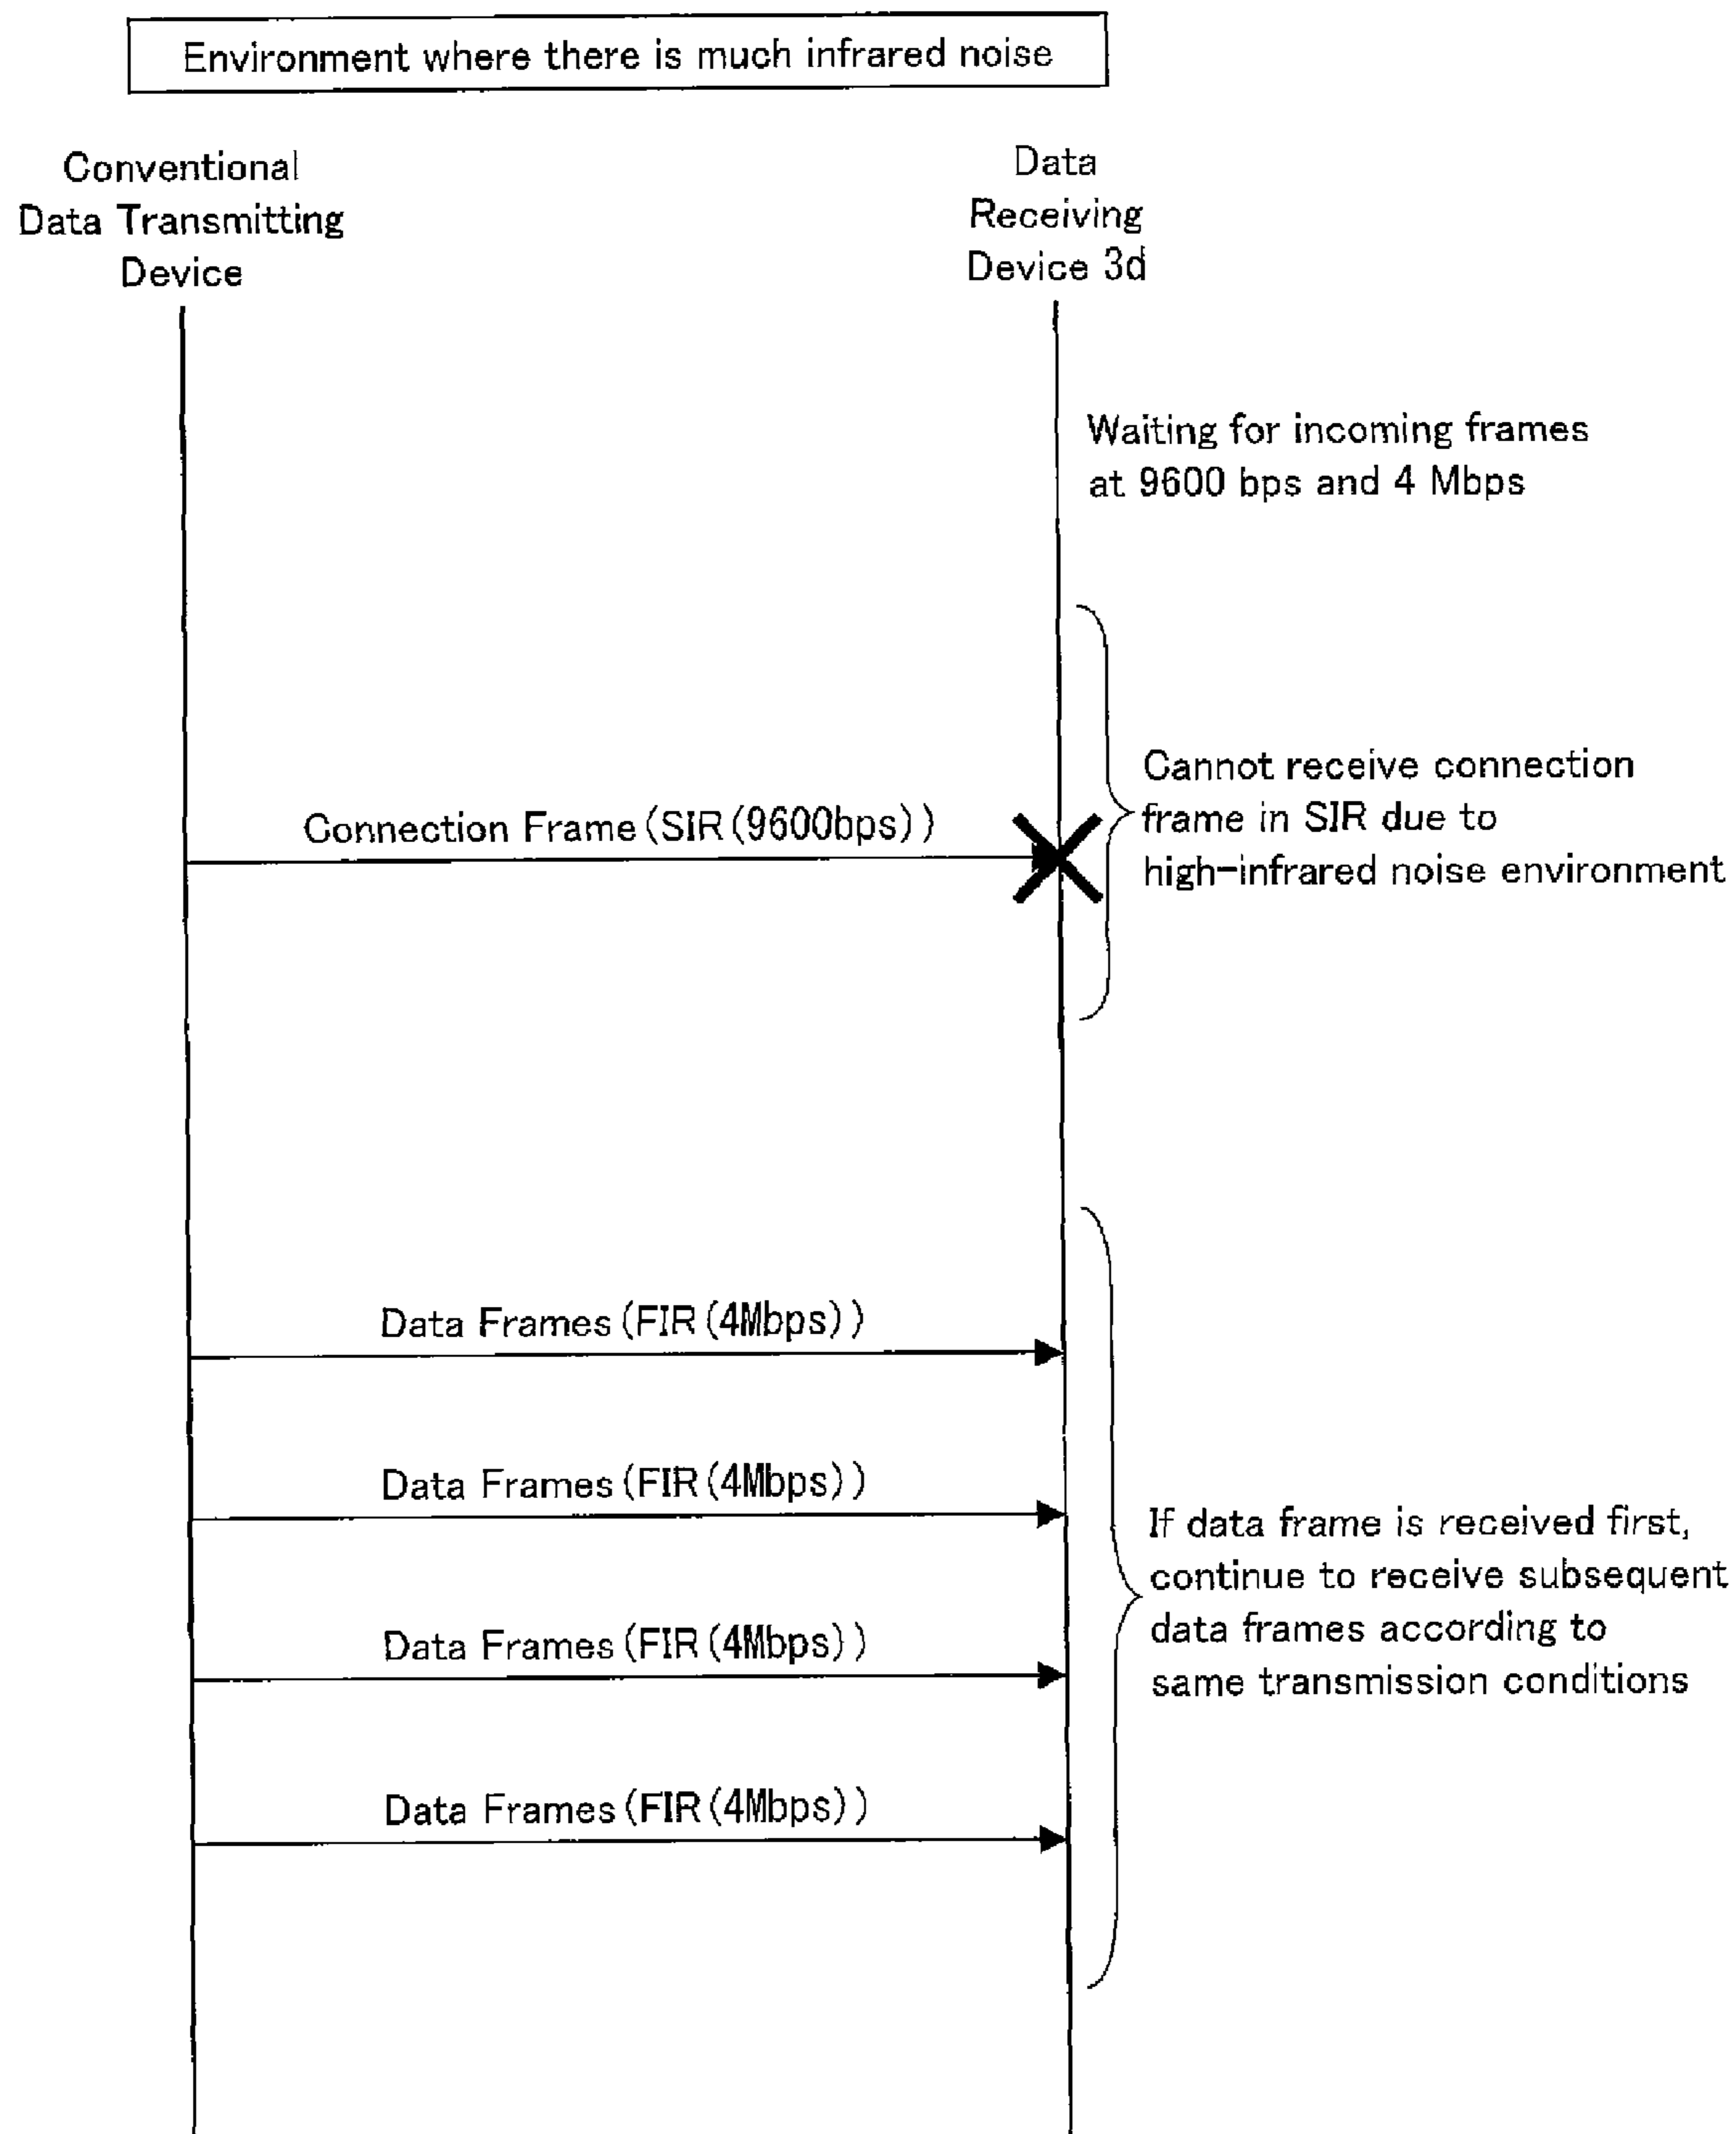 Environment where there is much infrared noise
Conventional
Data Transmitting
Device
Data
Receiving
Device 3d
Waiting for incoming frames
at 9600 bps and 4 Mbps
Connection Frame(SIR(9600bps))
Cannot receive connection
frame in SIR due to
high-infrared noise environment
Data Frames(FIR(4Mbps))
Data Frames(FIR(4Mbps))
Data Frames(FIR(4Mbps))
Data Frames(FIR(4Mbps))
If data frame is received first,
continue to receive subsequent
data frames according to
same transmission conditions